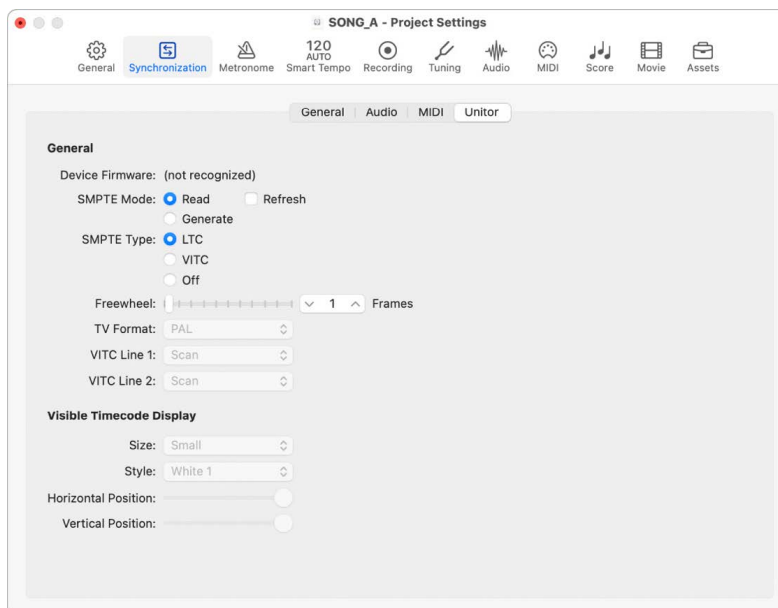 SONG_A - Project Settings
General Synchronization Metronome 120 AUTO Smart Tempo Recording Tuning Audio MIDI Score Movie Assets
General Audio MIDI Unitor
General
Device Firmware: (not recognized)
SMPTE Mode: Read Refresh
Generate
SMPTE Type: LTC
VITC
Off
Freewheel: 1 Frames
TV Format: PAL
VITC Line 1: Scan
VITC Line 2: Scan
Visible Timecode Display
Size: Small
Style: White 1
Horizontal Position:
Vertical Position: